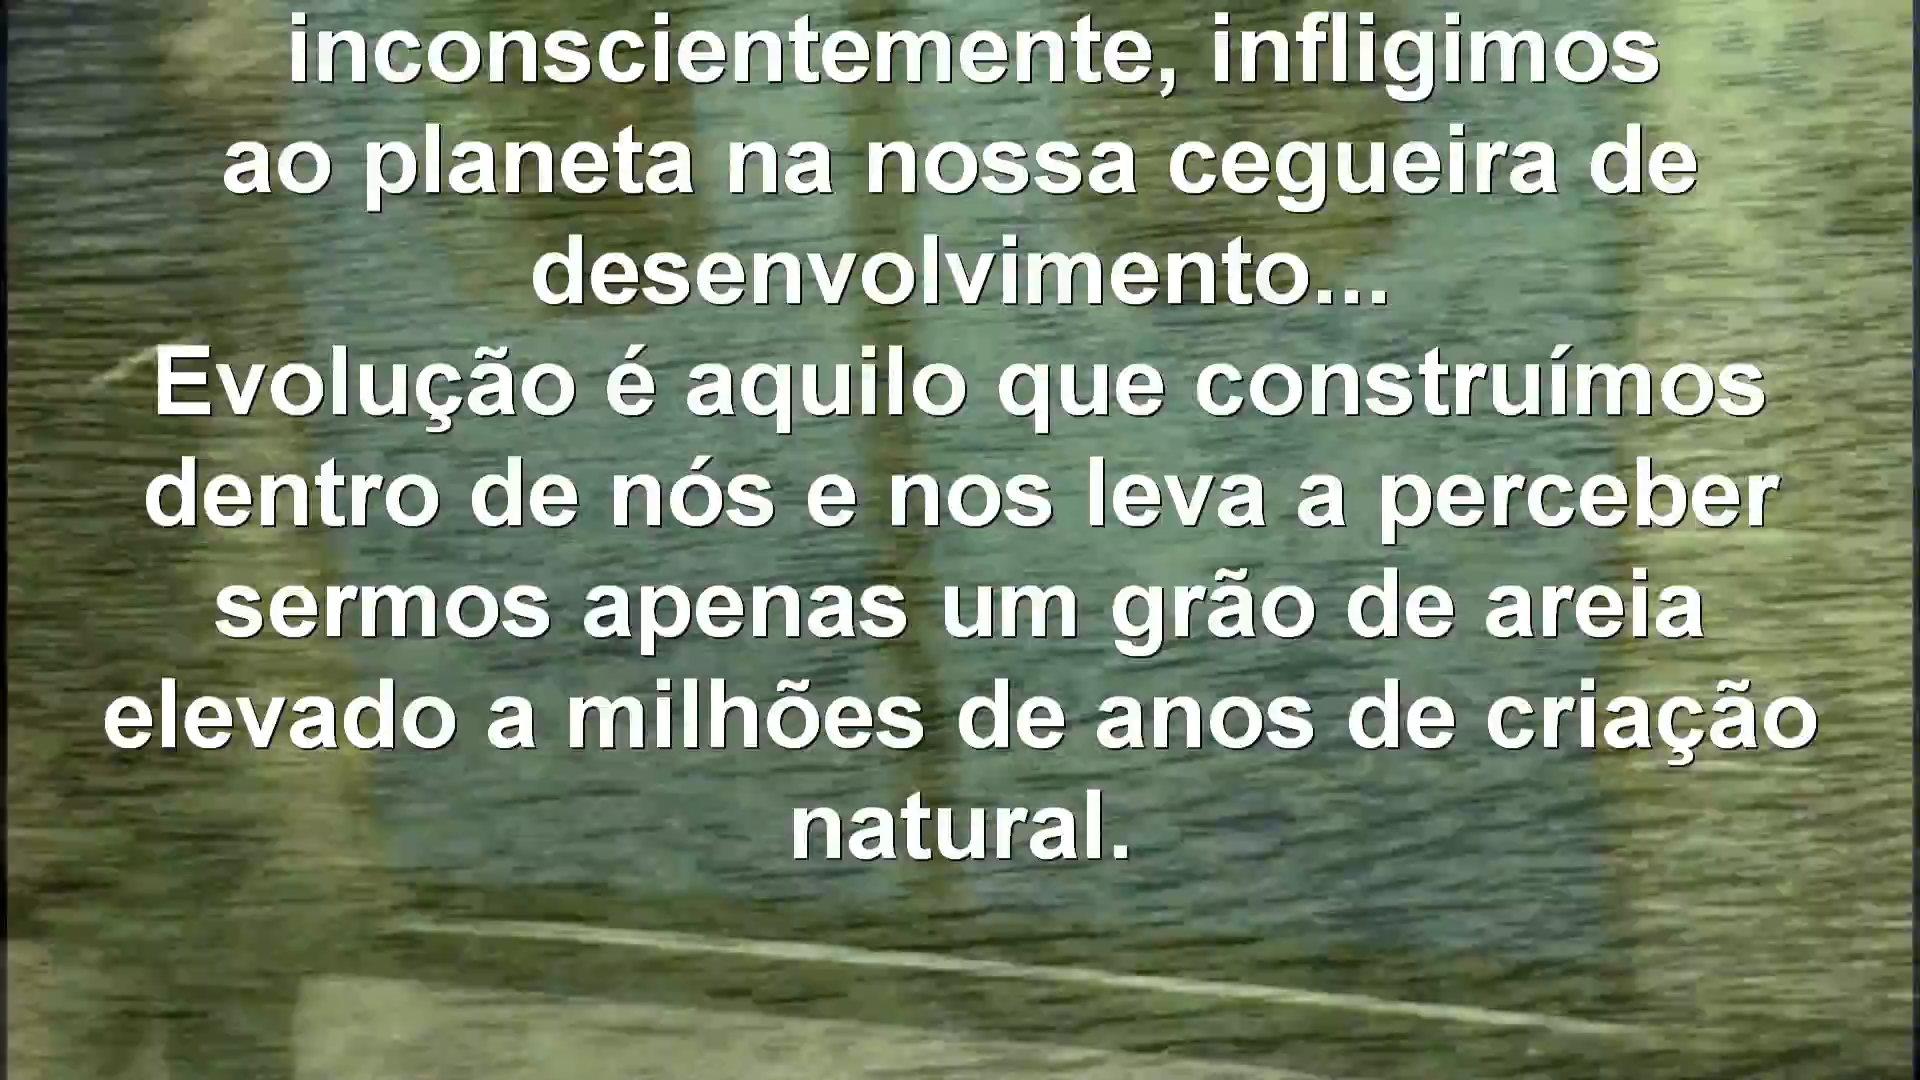 inconscientemente, infligimos
ao planeta na nossa cegueira de
desenvolvimento...
Evolução é aquilo que construímos
dentro de nós e nos leva a perceber
sermos apenas um grão de areia
elevado a milhões de anos de criação
natural.